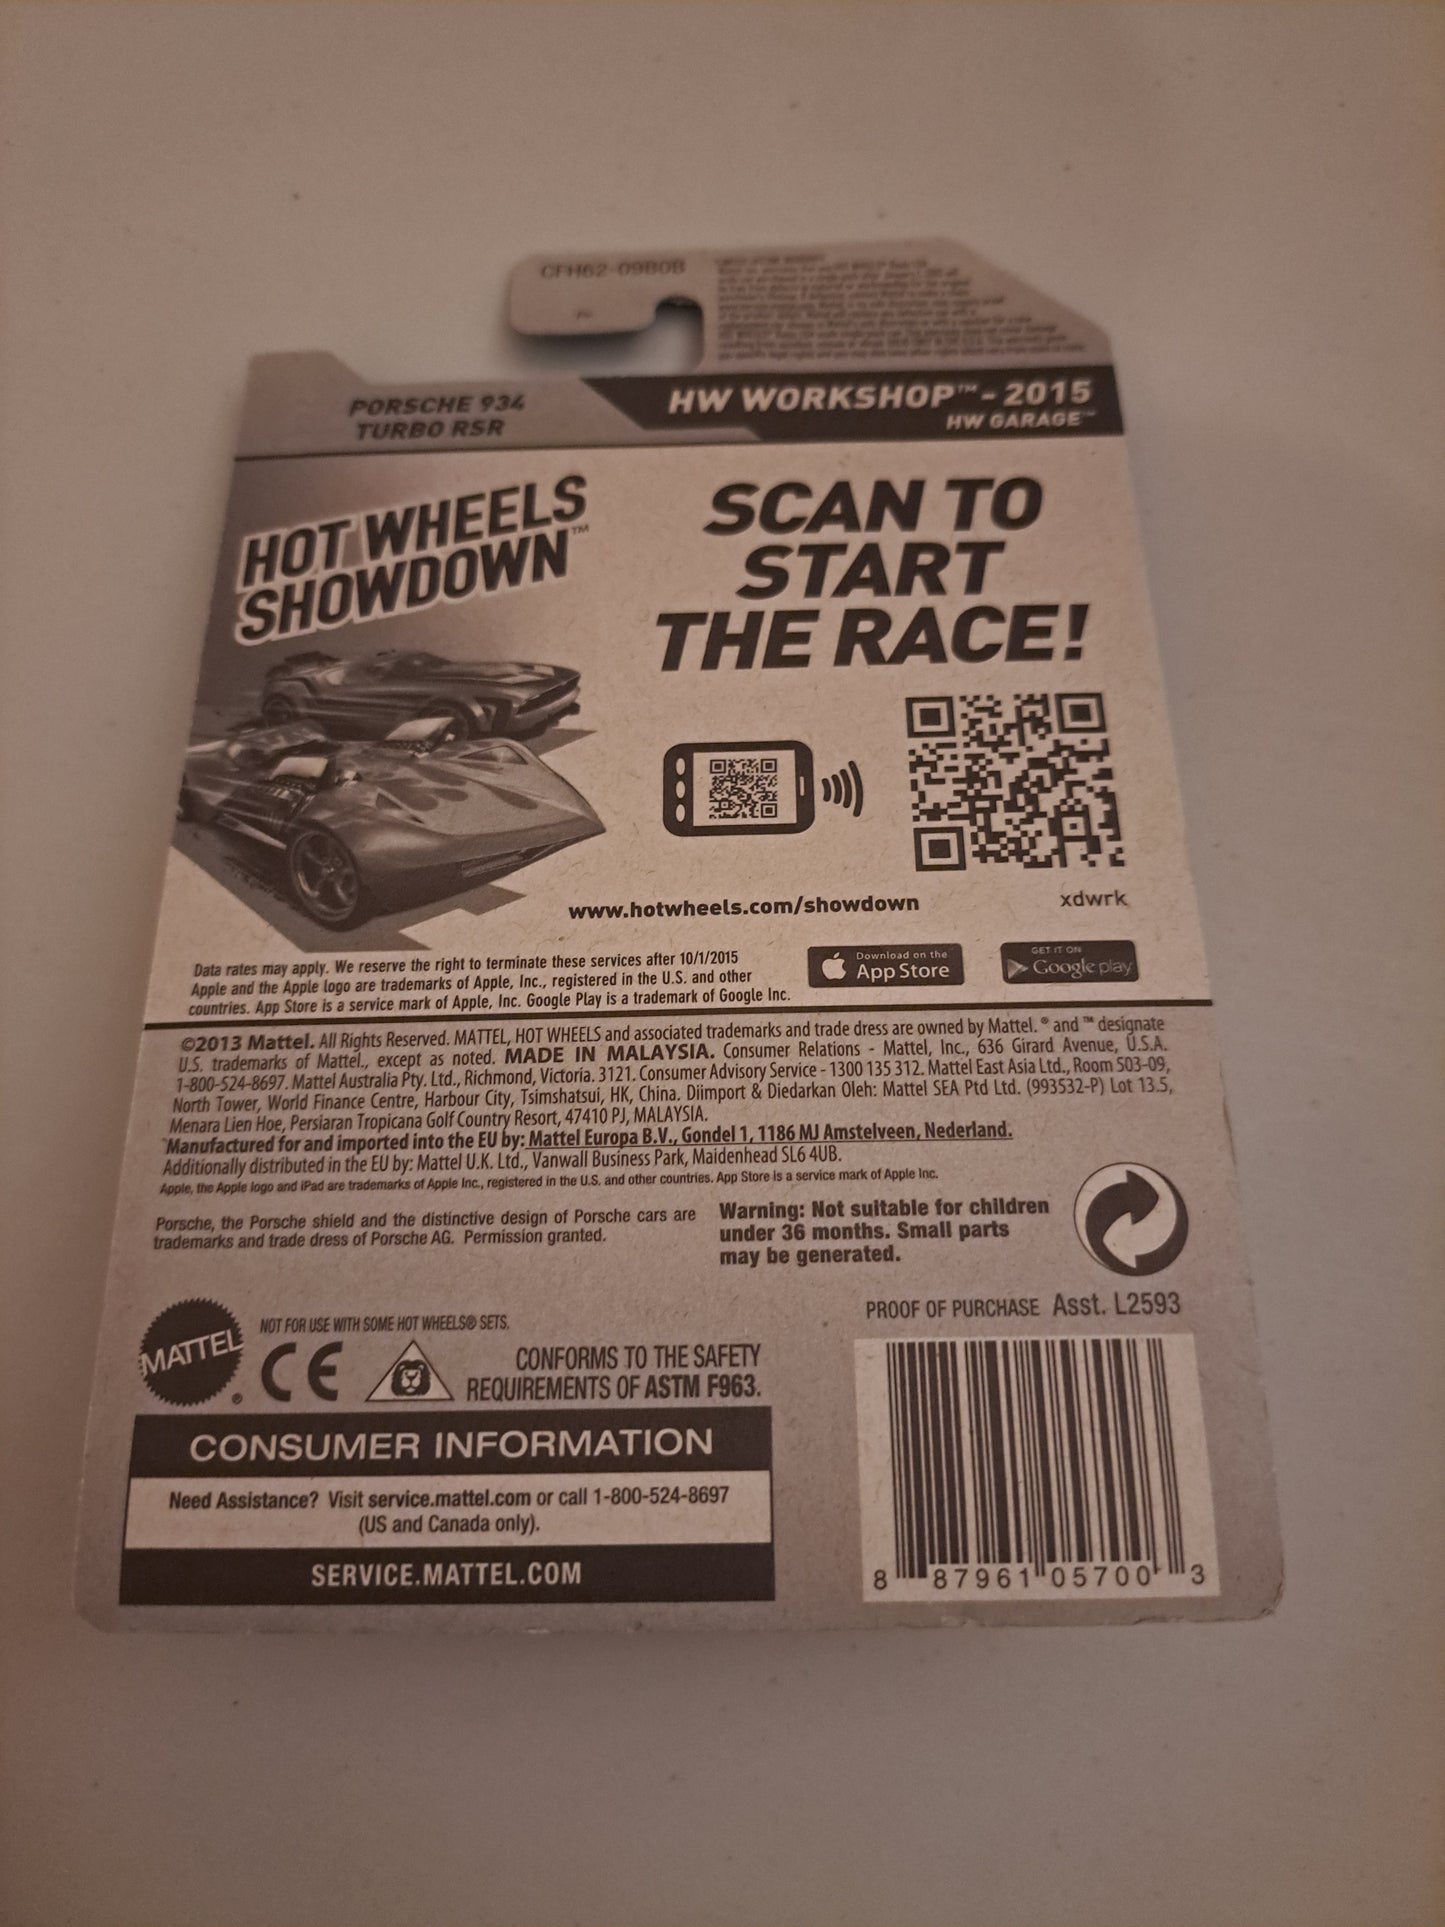 CFH62-09B0B
PORSCHE 934
TURBO RSR
HW WORKSHOP™ - 2015
HW GARAGE™
HOT WHEELS
SHOWDOWN™
SCAN TO
START
THE RACE!
www.hotwheels.com/showdown
xdwrk
Data rates may apply. We reserve the right to terminate these services after 10/1/2015
Apple and the Apple logo are trademarks of Apple, Inc., registered in the U.S. and other
countries. App Store is a service mark of Apple, Inc. Google Play is a trademark of Google Inc.
Download on the
App Store
GET IT ON
Google play
©2013 Mattel. All Rights Reserved. MATTEL, HOT WHEELS and associated trademarks and trade dress are owned by Mattel. ® and ™ designate
U.S. trademarks of Mattel., except as noted. MADE IN MALAYSIA. Consumer Relations - Mattel, Inc., 636 Girard Avenue, U.S.A.
1-800-524-8697. Mattel Australia Pty. Ltd., Richmond, Victoria. 3121. Consumer Advisory Service - 1300 135 312. Mattel East Asia Ltd., Room 503-09,
North Tower, World Finance Centre, Harbour City, Tsimshatsui, HK, China. Diimport & Diedarkan Oleh: Mattel SEA Ptd Ltd. (993532-P) Lot 13.5,
Menara Lien Hoe, Persiaran Tropicana Golf Country Resort, 47410 PJ, MALAYSIA.
Manufactured for and imported into the EU by: Mattel Europa B.V., Gondel 1, 1186 MJ Amstelveen, Nederland.
Additionally distributed in the EU by: Mattel U.K. Ltd., Vanwall Business Park, Maidenhead SL6 4UB.
Apple, the Apple logo and iPad are trademarks of Apple Inc., registered in the U.S. and other countries. App Store is a service mark of Apple Inc.
Porsche, the Porsche shield and the distinctive design of Porsche cars are
trademarks and trade dress of Porsche AG. Permission granted.
Warning: Not suitable for children
under 36 months. Small parts
may be generated.
PROOF OF PURCHASE Asst. L2593
MATTEL®
NOT FOR USE WITH SOME HOT WHEELS® SETS.
CE
CONFORMS TO THE SAFETY
REQUIREMENTS OF ASTM F963.
CONSUMER INFORMATION
Need Assistance? Visit service.mattel.com or call 1-800-524-8697
(US and Canada only).
SERVICE.MATTEL.COM
8 87961 05700 3